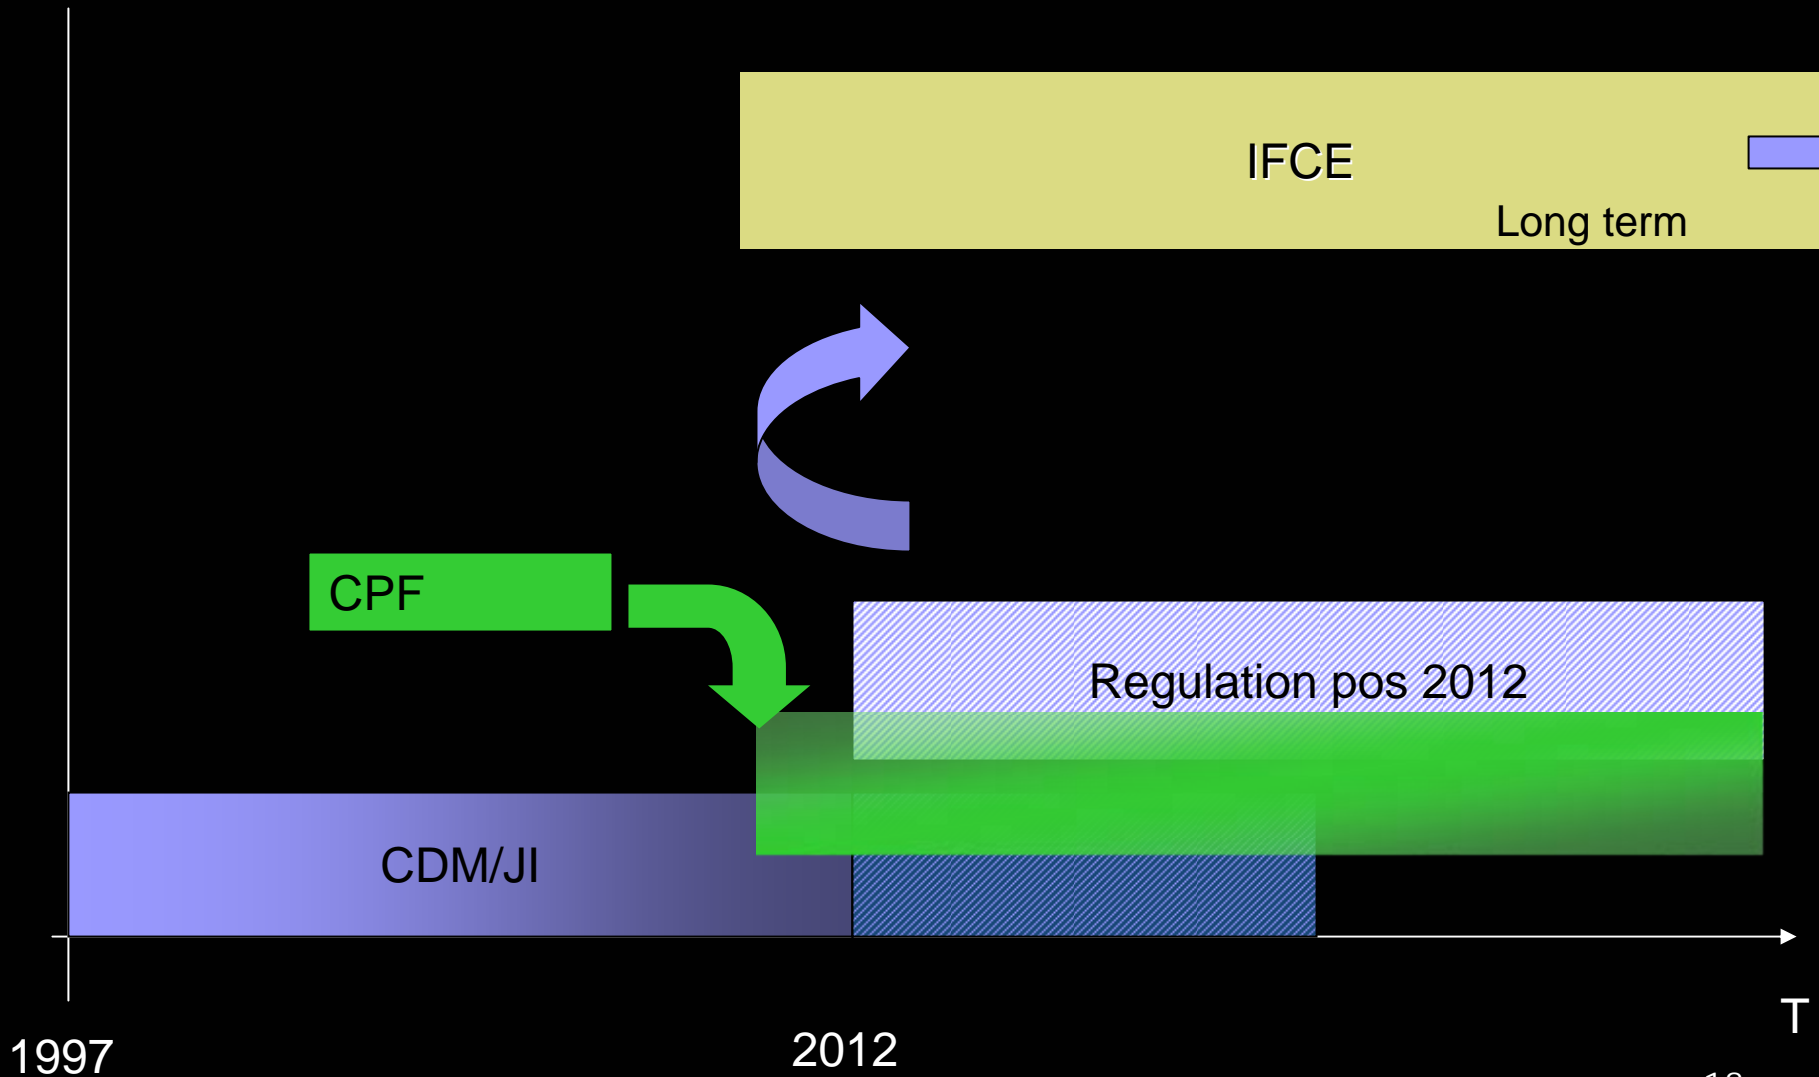 IFCE
Long term
CPF
Regulation pos 2012
CDM/JI
T
1997
2012